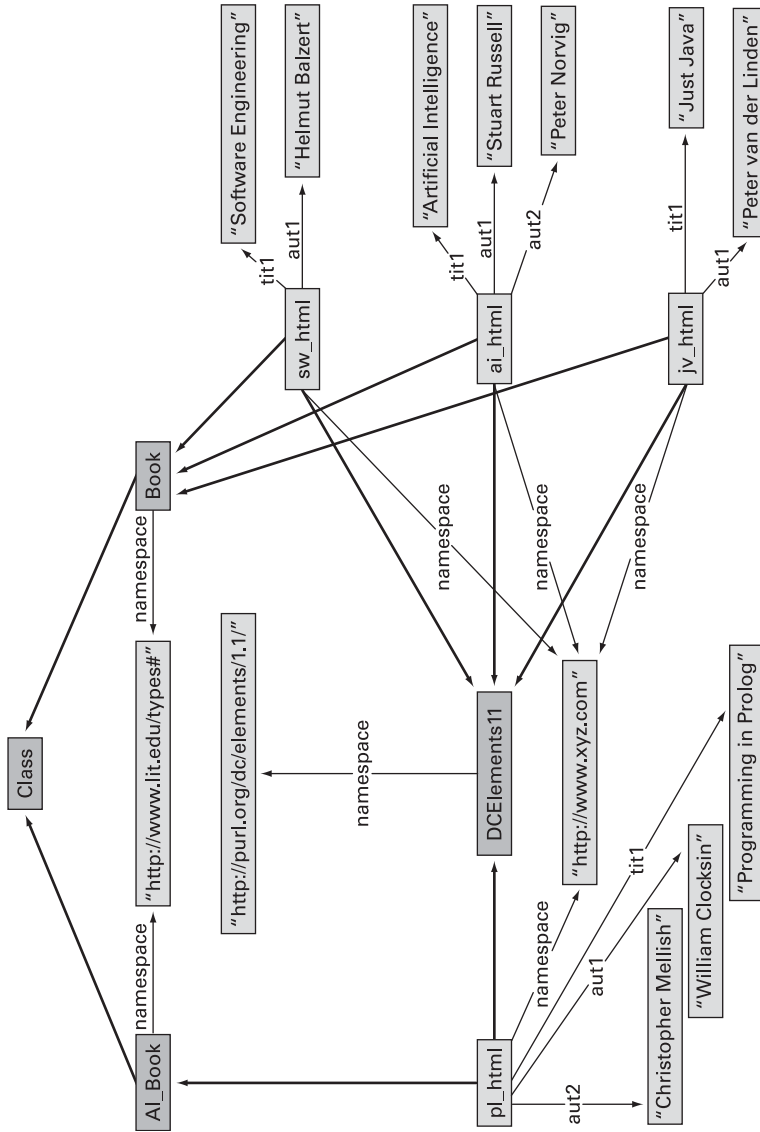 Class
AI_Book
namespace
“http://www.lit.edu/types#”
namespace
Book
“http://purl.org/dc/elements/1.1/”
namespace
pl_html
DCElements11
namespace
“http://www.xyz.com”
namespace
namespace
namespace
aut2
“Christopher Mellish”
aut1
“William Clocksin”
tit1
“Programming in Prolog”
sw_html
tit1
“Software Engineering”
aut1
“Helmut Balzert”
ai_html
tit1
“Artificial Intelligence”
aut1
“Stuart Russell”
aut2
“Peter Norvig”
jv_html
tit1
“Just Java”
aut1
“Peter van der Linden”